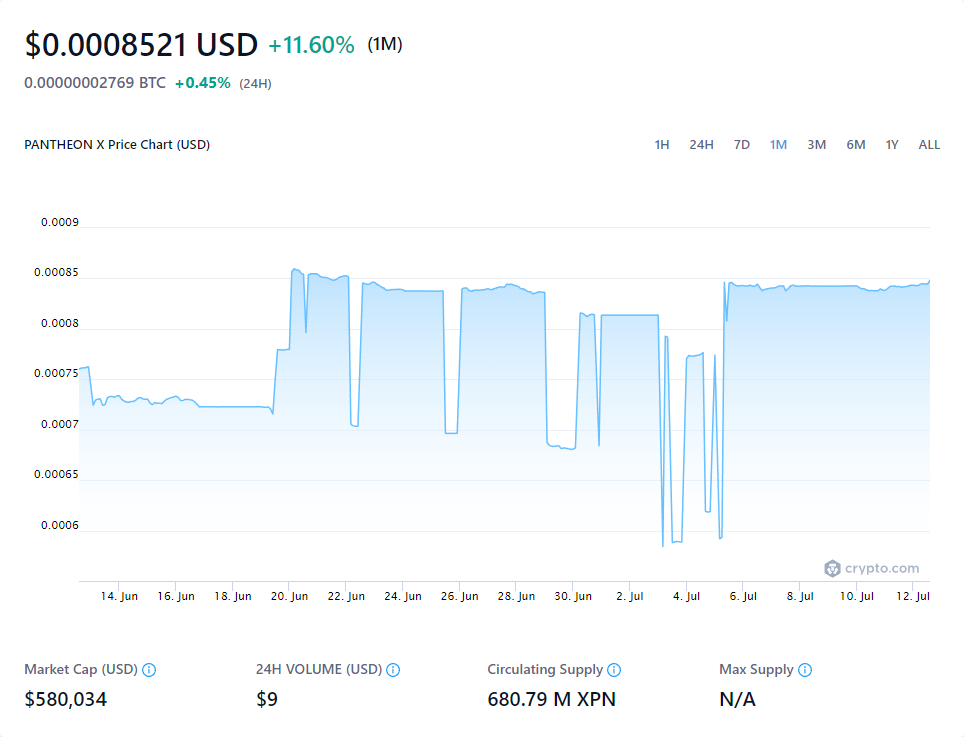 $0.0008521 USD +11.60% (1M)
0.00000002769 BTC +0.45% (24H)
PANTHEON X Price Chart (USD) 1H 24H 7D 1M 3M 6M 1Y ALL
0.0009
0.00085
0.0008
0.00075
0.0007
0.00065
0.0006
crypto.com
14. Jun 16. Jun 18. Jun 20. Jun 22. Jun 24. Jun 26. Jun 28. Jun 30. Jun 2. Jul 4. Jul 6. Jul 8. Jul 10. Jul 12. Jul
Market Cap (USD) 24H VOLUME (USD) Circulating Supply Max Supply
$580,034 $9 680.79 M XPN N/A